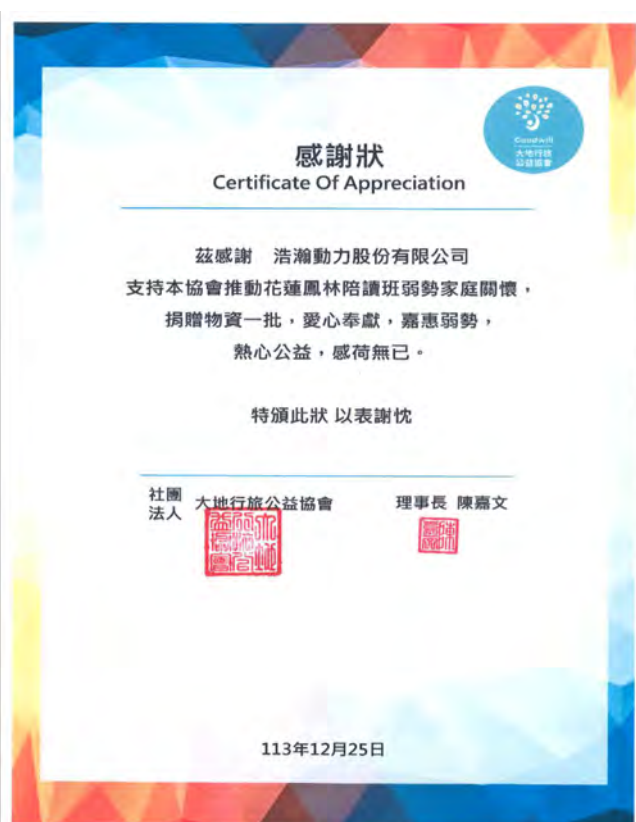 Goodwill
大地行旅
公益協會
感謝狀
Certificate Of Appreciation
茲感謝 浩瀚動力股份有限公司
支持本協會推動花蓮鳳林陪讀班弱勢家庭關懷，
捐贈物資一批，愛心奉獻，嘉惠弱勢，
熱心公益，感荷無已。
特頒此狀 以表謝忱
社團
法人 大地行旅公益協會 理事長 陳嘉文
113年12月25日